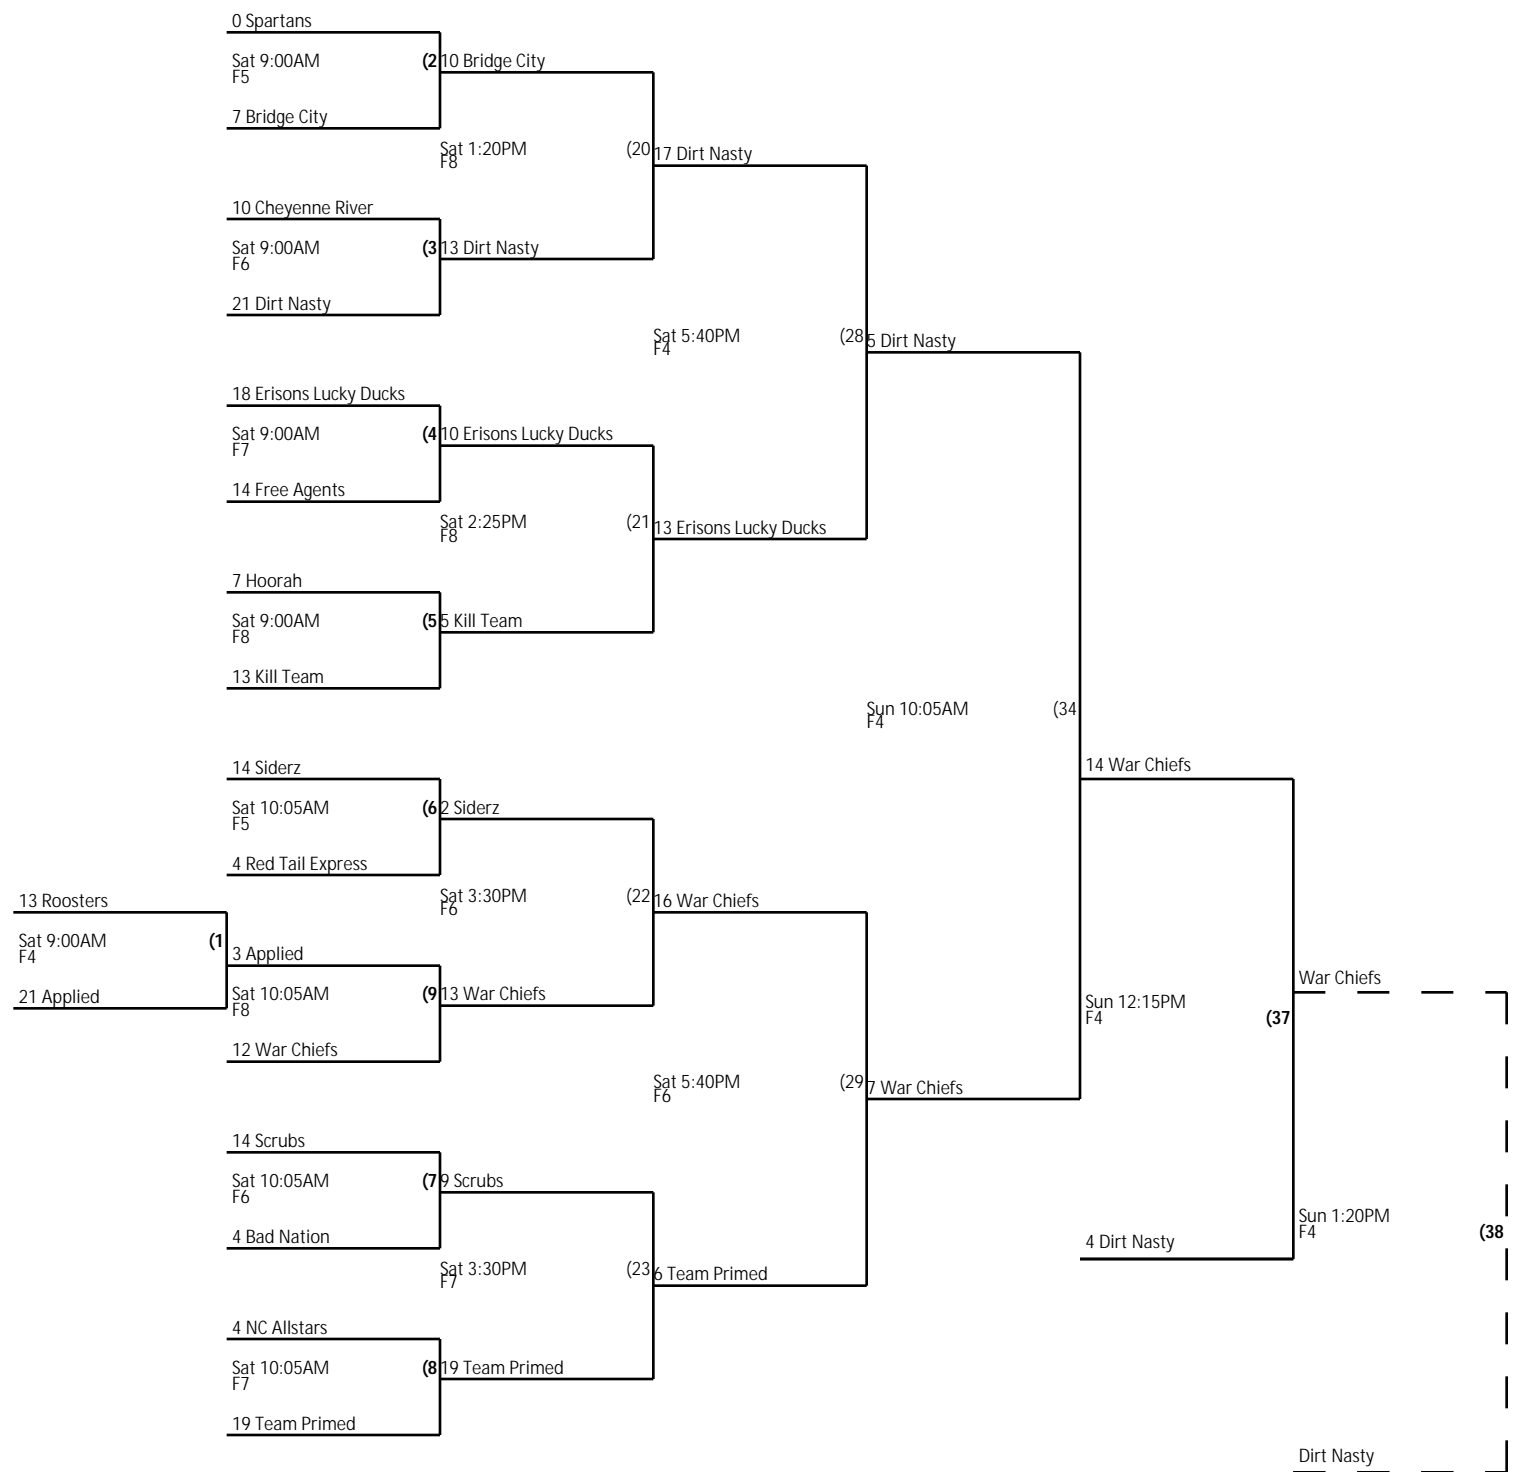 0 Spartans
Sat 9:00AM
F5
(2
7 Bridge City
10 Bridge City
Sat 1:20PM
F8
(20
10 Cheyenne River
Sat 9:00AM
F6
(3
21 Dirt Nasty
13 Dirt Nasty
17 Dirt Nasty
Sat 5:40PM
F4
(28
18 Erisons Lucky Ducks
Sat 9:00AM
F7
(4
14 Free Agents
10 Erisons Lucky Ducks
Sat 2:25PM
F8
(21
7 Hoorah
Sat 9:00AM
F8
(5
13 Kill Team
5 Kill Team
13 Erisons Lucky Ducks
5 Dirt Nasty
Sun 10:05AM
F4
(34
14 Siderz
Sat 10:05AM
F5
(6
4 Red Tail Express
2 Siderz
Sat 3:30PM
F6
(22
13 Roosters
Sat 9:00AM
F4
(1
21 Applied
3 Applied
Sat 10:05AM
F8
(9
12 War Chiefs
13 War Chiefs
16 War Chiefs
Sat 5:40PM
F6
(29
14 Scrubs
Sat 10:05AM
F6
(7
4 Bad Nation
9 Scrubs
Sat 3:30PM
F7
(23
4 NC Allstars
Sat 10:05AM
F7
(8
19 Team Primed
19 Team Primed
6 Team Primed
7 War Chiefs
14 War Chiefs
Sun 12:15PM
F4
(37
4 Dirt Nasty
War Chiefs
Sun 1:20PM
F4
(38
Dirt Nasty